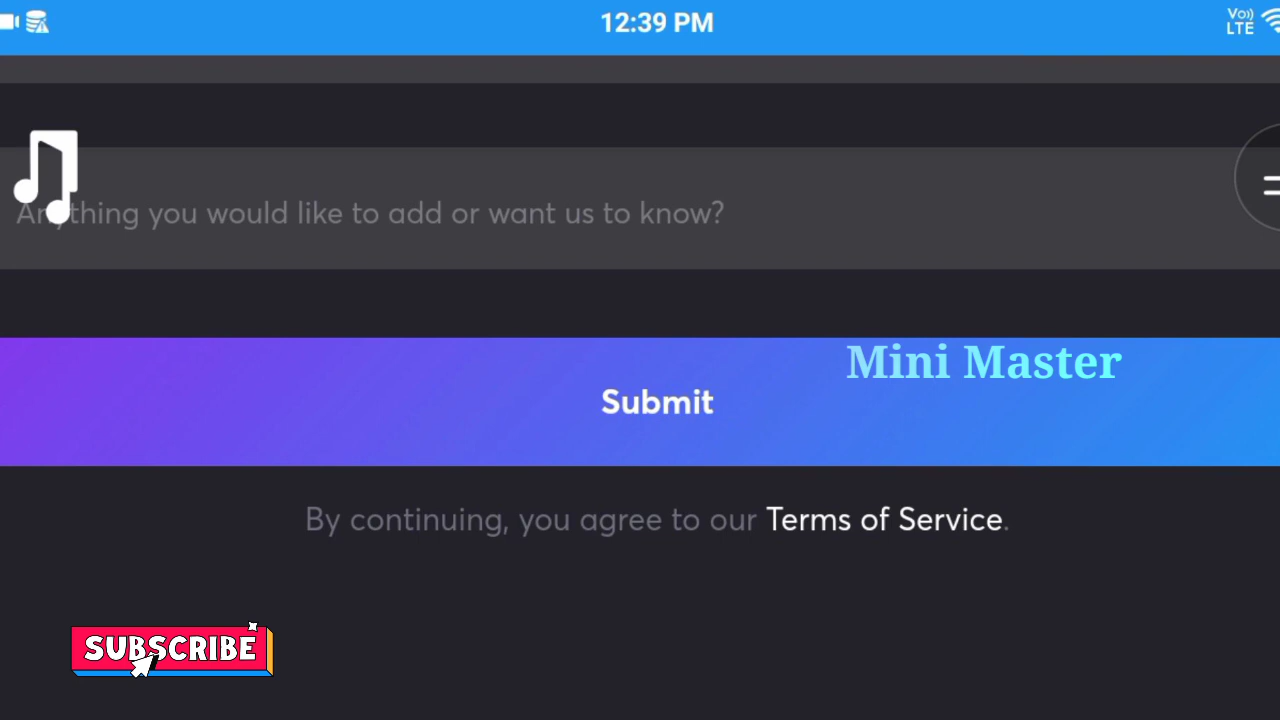 12:39 PM
Vo)) LTE
Anything you would like to add or want us to know?
Mini Master
Submit
By continuing, you agree to our Terms of Service.
SUBSCRIBE